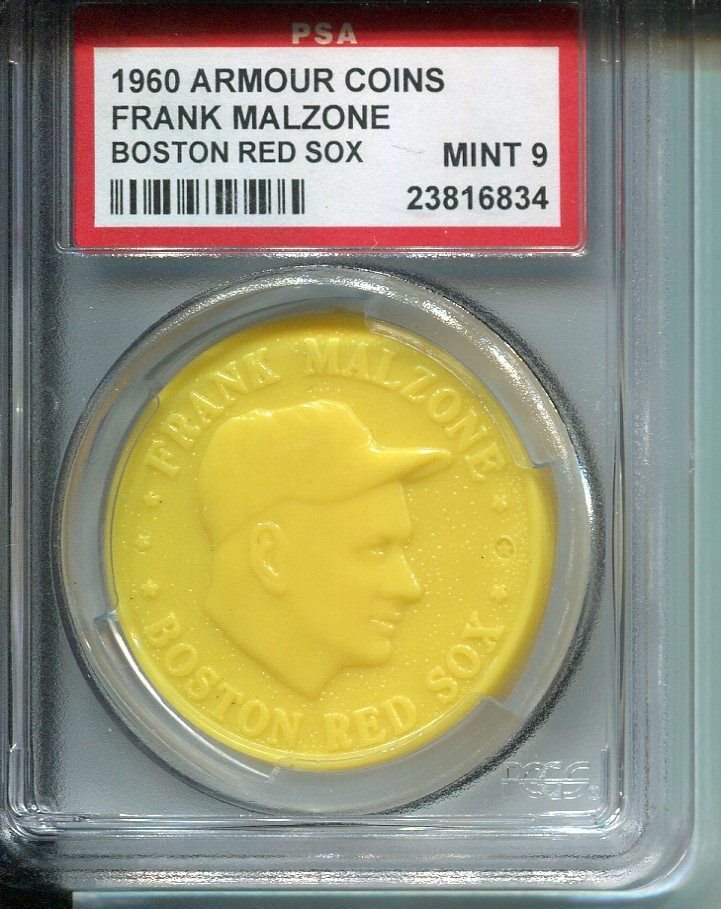 PSA
1960 ARMOUR COINS
FRANK MALZONE
BOSTON RED SOX MINT 9
23816834
FRANK MALZONE
BOSTON RED SOX